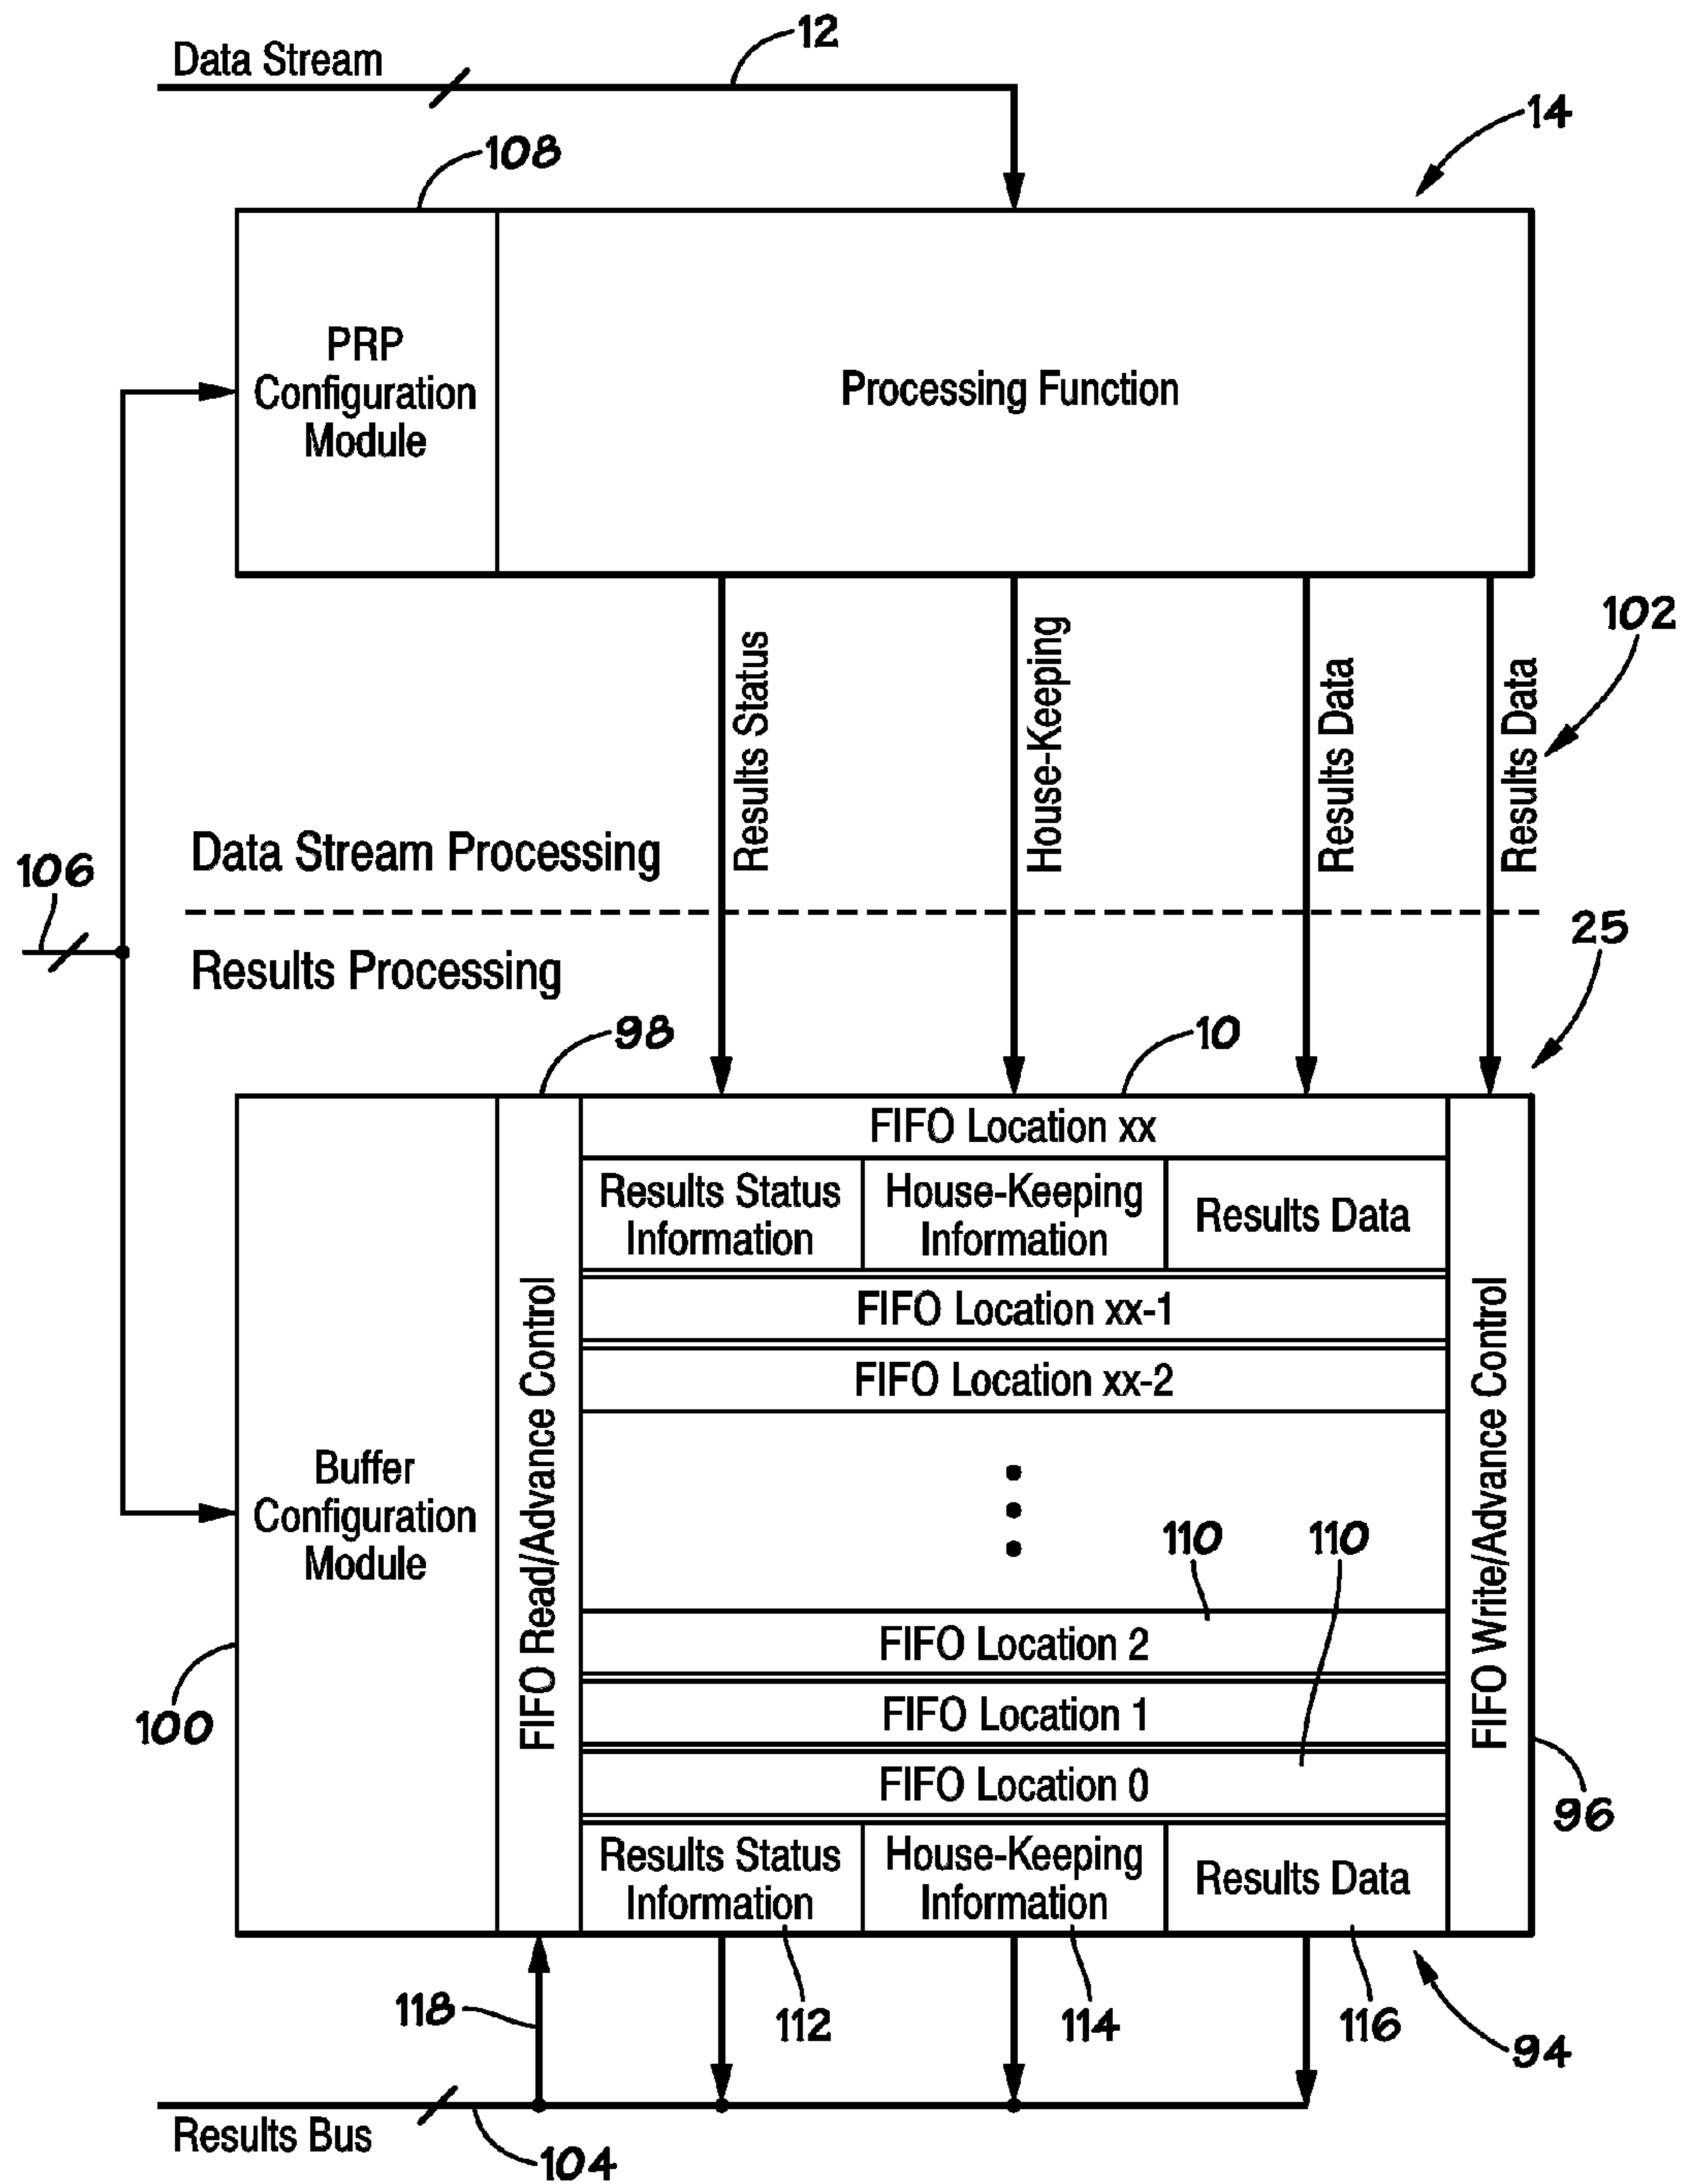 Data Stream
12
14
108
PRP
Configuration
Module
Processing Function
102
Results Status
House-Keeping
Results Data
Results Data
Data Stream Processing
106
Results Processing
25
98
10
FIFO Location xx
Results Status
Information
House-Keeping
Information
Results Data
FIFO Location xx-1
FIFO Location xx-2
FIFO Read/Advance Control
FIFO Write/Advance Control
Buffer
Configuration
Module
110
110
FIFO Location 2
100
FIFO Location 1
FIFO Location 0
96
Results Status
Information
House-Keeping
Information
Results Data
118
112
114
116
94
Results Bus
104